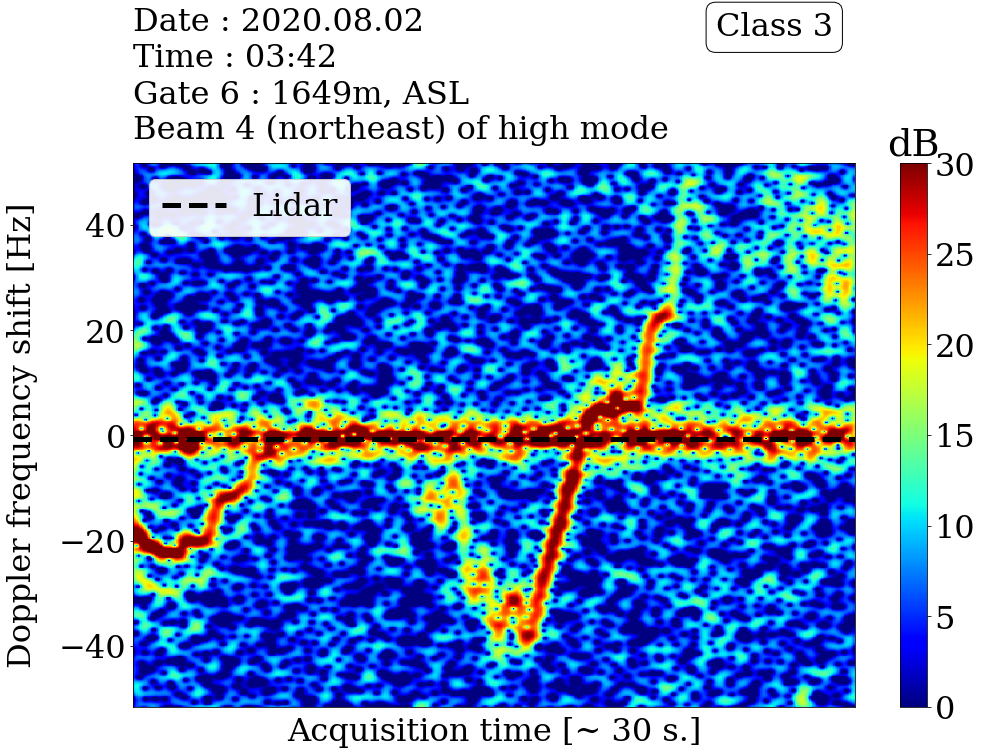 Date : 2020.08.02
Time : 03:42
Gate 6 : 1649m, ASL
Beam 4 (northeast) of high mode
Class 3
dB
Lidar
Doppler frequency shift [Hz]
40
20
0
−20
−40
30
25
20
15
10
5
0
Acquisition time [~ 30 s.]